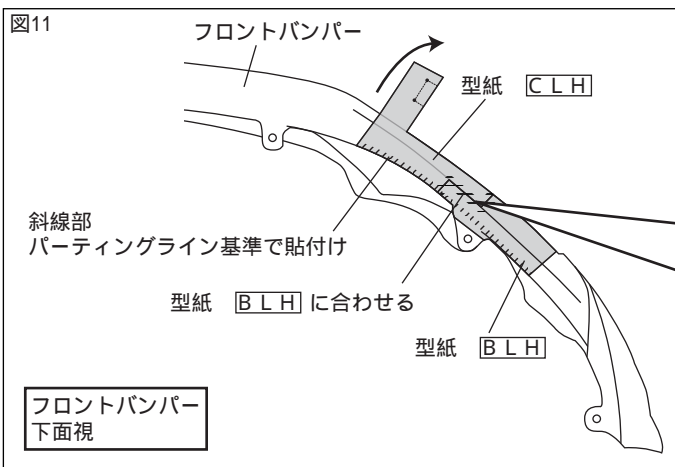 図11
フロントバンパー
型紙 CLH
斜線部
パーティングライン基準で貼付け
型紙 BLH に合わせる
型紙 BLH
フロントバンパー
下面視